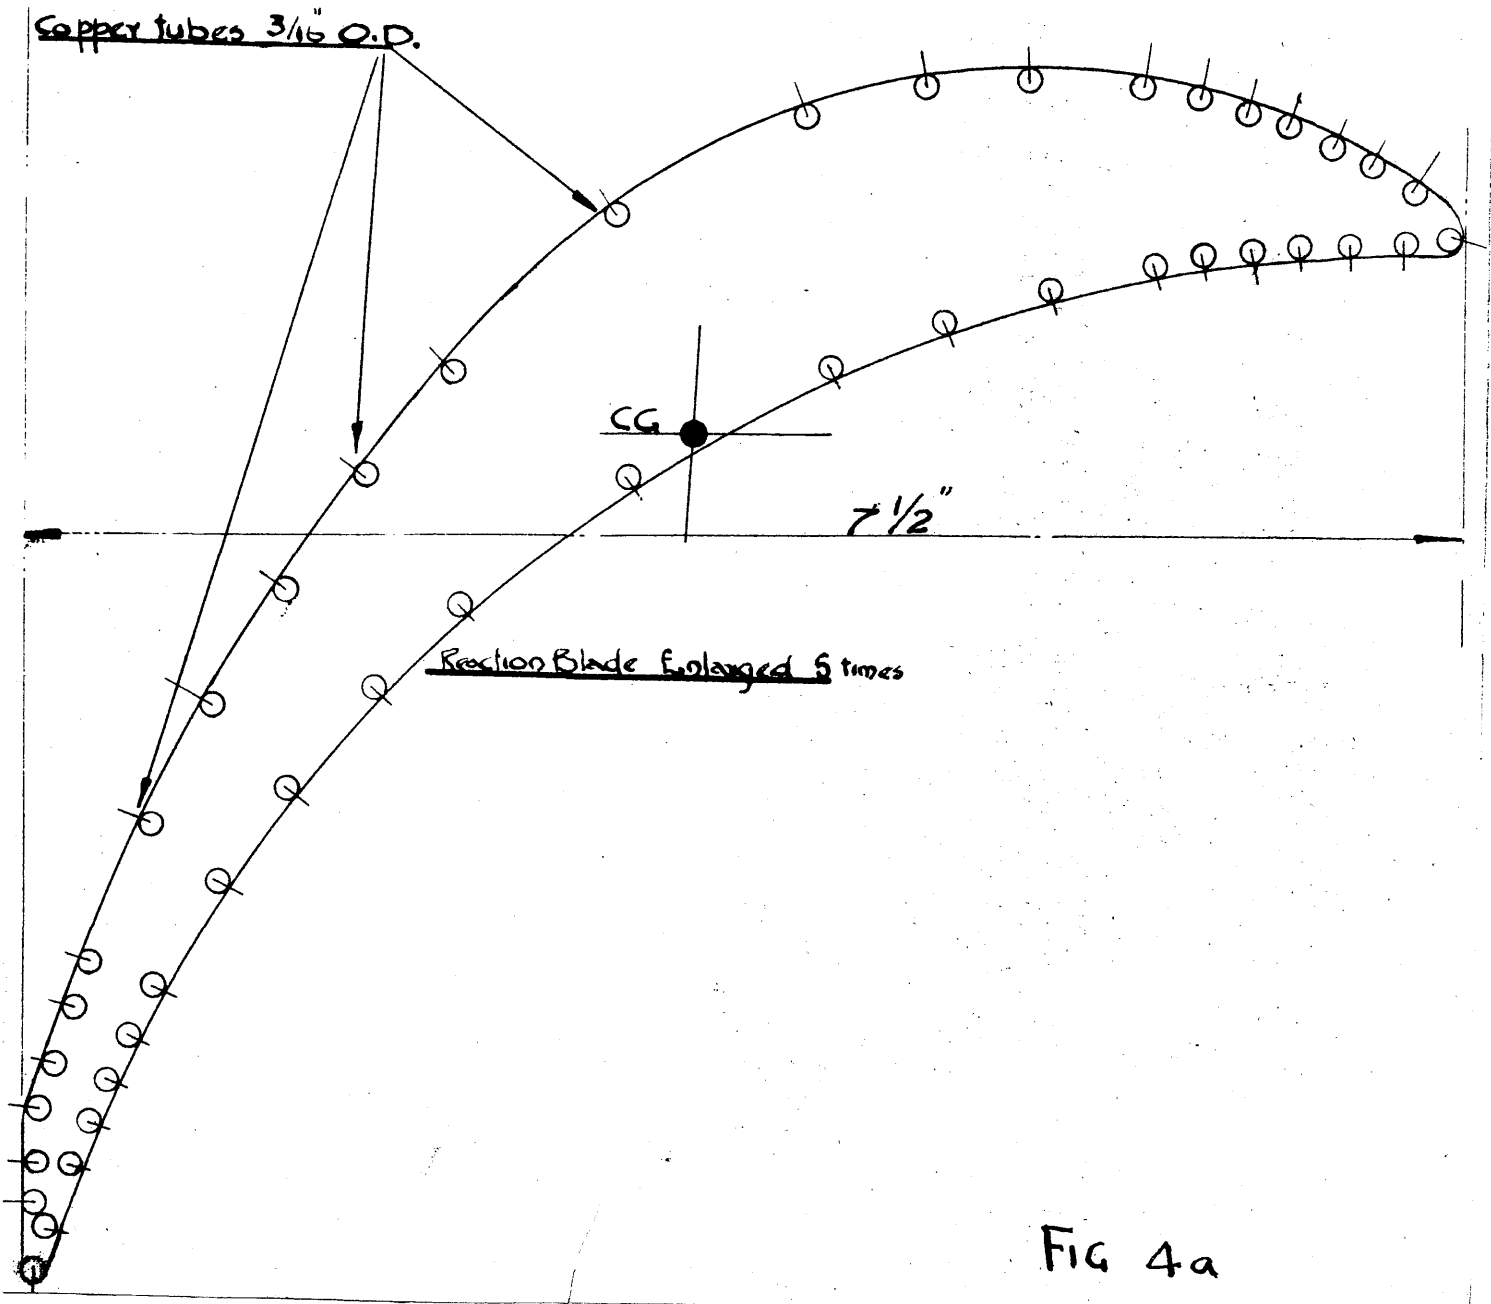 Copper tubes 3/16" O.D.
CG
7 1/2"
Reaction Blade Enlarged 5 times
FIG 4a